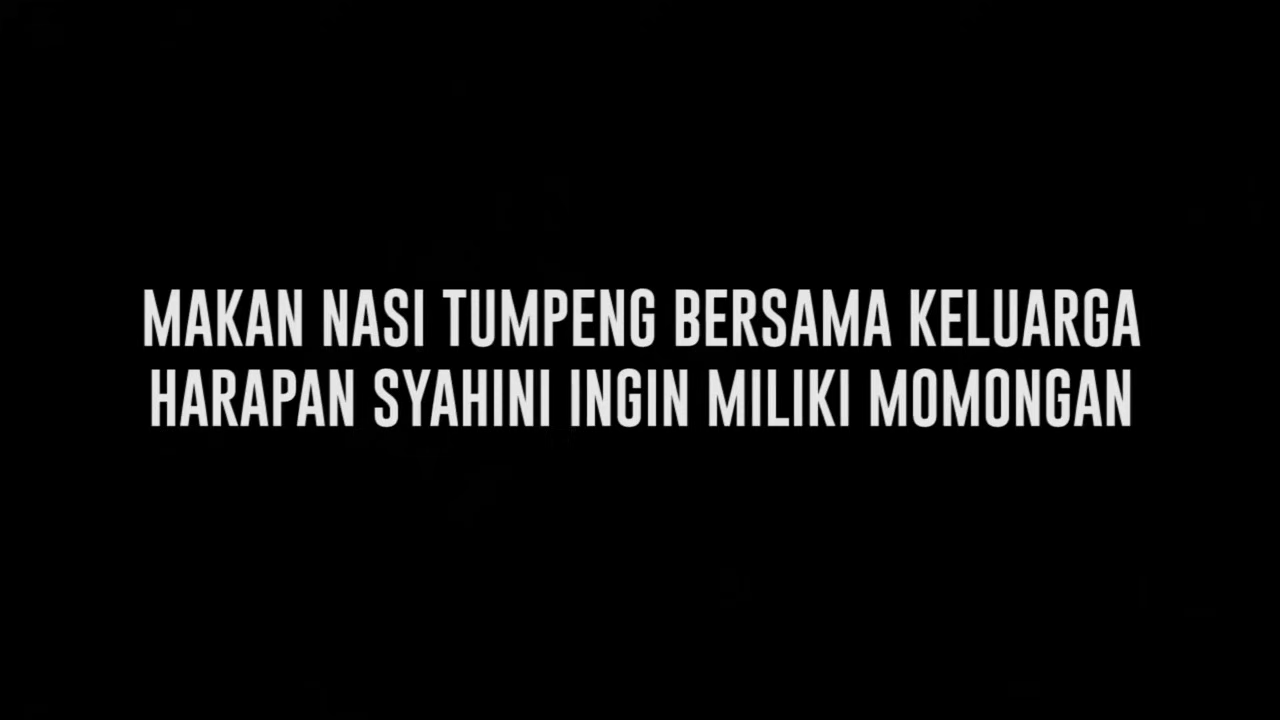 MAKAN NASI TUMPENG BERSAMA KELUARGA
HARAPAN SYAHINI INGIN MILIKI MOMONGAN